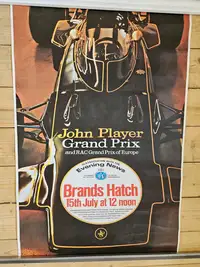 John Player
Grand Prix
and RAC Grand Prix of Europe
Evening News
Brands Hatch
15th July at 12 noon